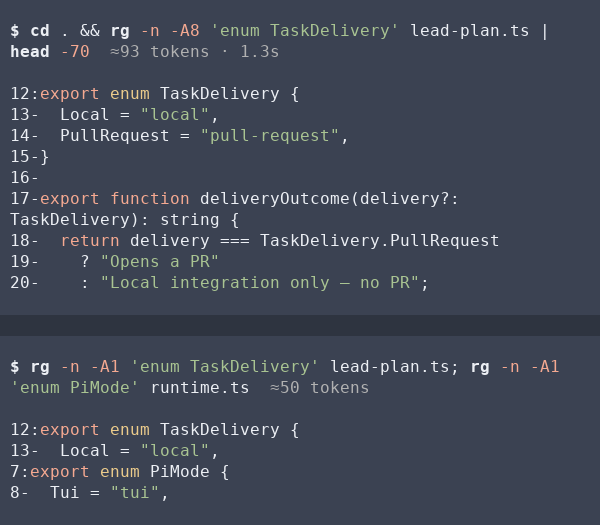 $ cd . && rg -n -A8 'enum TaskDelivery' lead-plan.ts |
head -70  ≈93 tokens · 1.3s

12:export enum TaskDelivery {
13-  Local = "local",
14-  PullRequest = "pull-request",
15-}
16-
17-export function deliveryOutcome(delivery?:
TaskDelivery): string {
18-  return delivery === TaskDelivery.PullRequest
19-    ? "Opens a PR"
20-    : "Local integration only — no PR";

$ rg -n -A1 'enum TaskDelivery' lead-plan.ts; rg -n -A1
'enum PiMode' runtime.ts  ≈50 tokens

12:export enum TaskDelivery {
13-  Local = "local",
7:export enum PiMode {
8-  Tui = "tui",